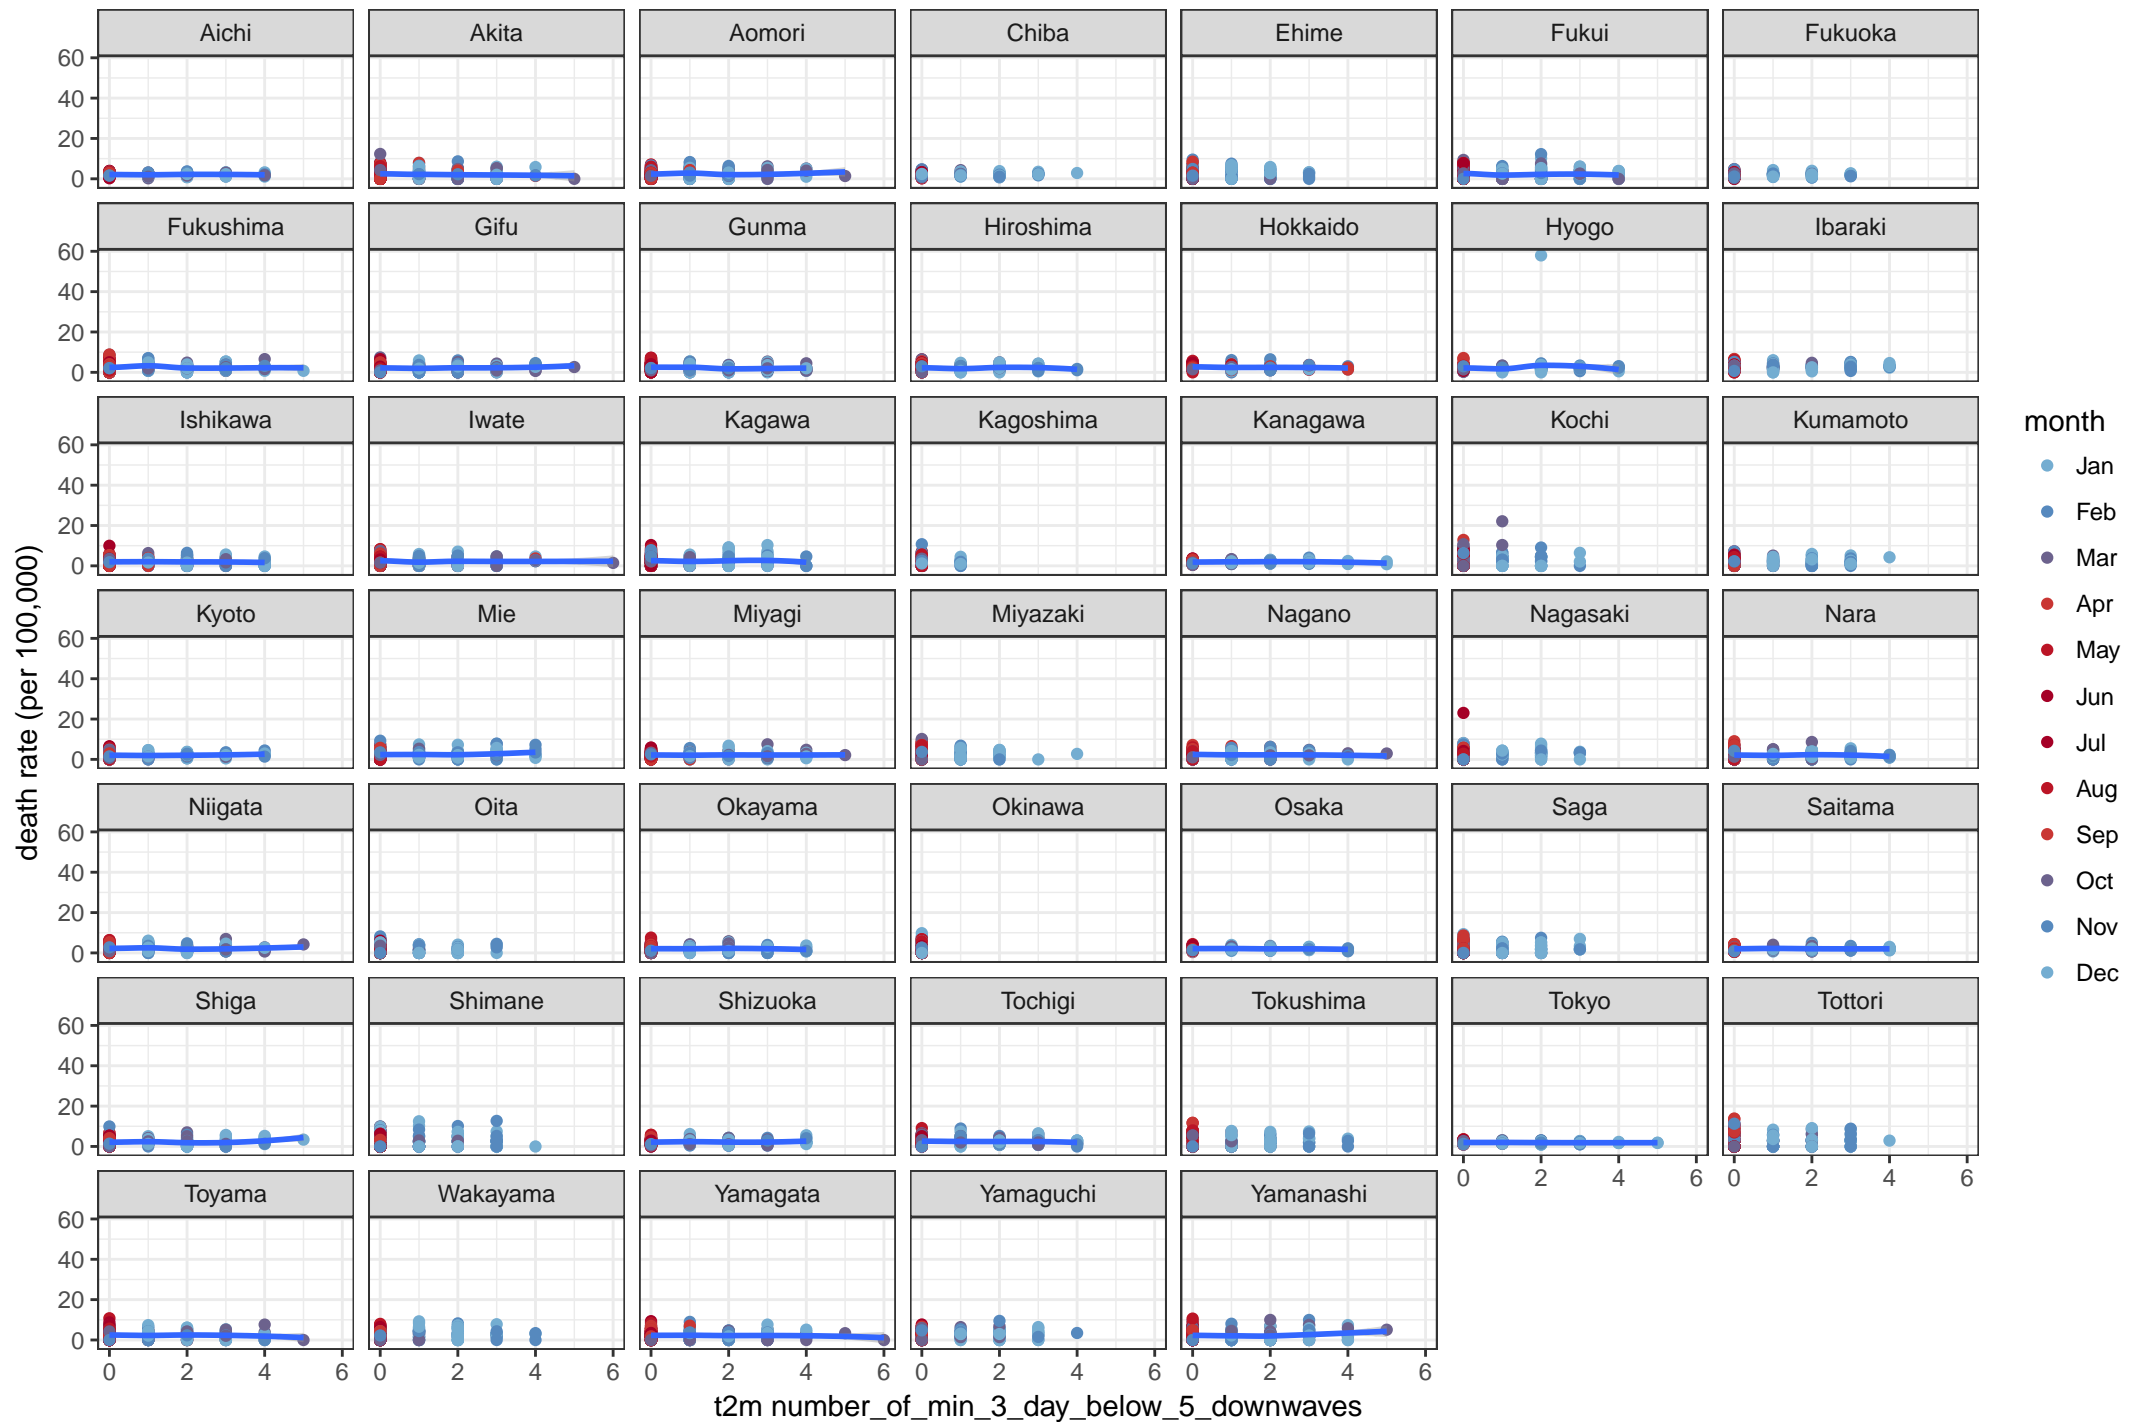 Aichi Akita Aomori Chiba Ehime Fukui Fukuoka
60
40
20
0
Fukushima Gifu Gunma Hiroshima Hokkaido Hyogo Ibaraki
60
40
20
0
Ishikawa Iwate Kagawa Kagoshima Kanagawa Kochi Kumamoto
60
40
20
0
Kyoto Mie Miyagi Miyazaki Nagano Nagasaki Nara
60
40
20
0
Niigata Oita Okayama Okinawa Osaka Saga Saitama
60
40
20
0
Shiga Shimane Shizuoka Tochigi Tokushima Tokyo Tottori
60
40
20
0
0 2 4 6 0 2 4 6
Toyama Wakayama Yamagata Yamaguchi Yamanashi
60
40
20
0
0 2 4 6 0 2 4 6 0 2 4 6 0 2 4 6 0 2 4 6
t2m number_of_min_3_day_below_5_downwaves
death rate (per 100,000)
month
Jan
Feb
Mar
Apr
May
Jun
Jul
Aug
Sep
Oct
Nov
Dec